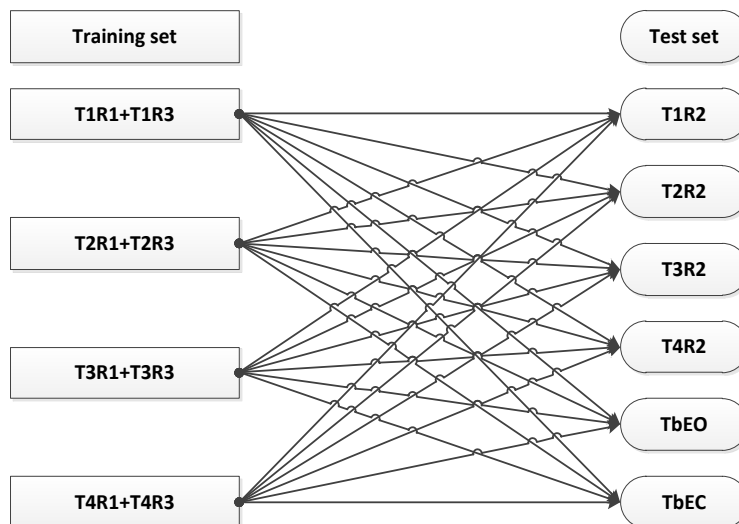 Training set
Test set
T1R1+T1R3
T1R2
T2R2
T2R1+T2R3
T3R2
T4R2
T3R1+T3R3
TbEO
T4R1+T4R3
TbEC